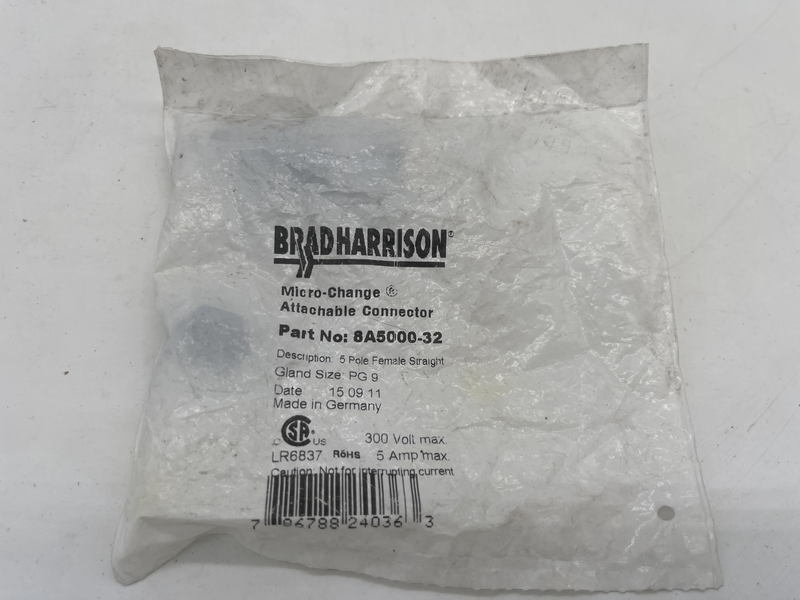 BRADHARRISON®
Micro-Change ®
Attachable Connector
Part No: 8A5000-32
Description: 5 Pole Female Straight
Gland Size: PG 9
Date 15.09.11
Made in Germany
C SA ® US 300 Volt max.
LR6837 RoHS 5 Amp max.
Caution: Not for interrupting current
7 86788 24036 3